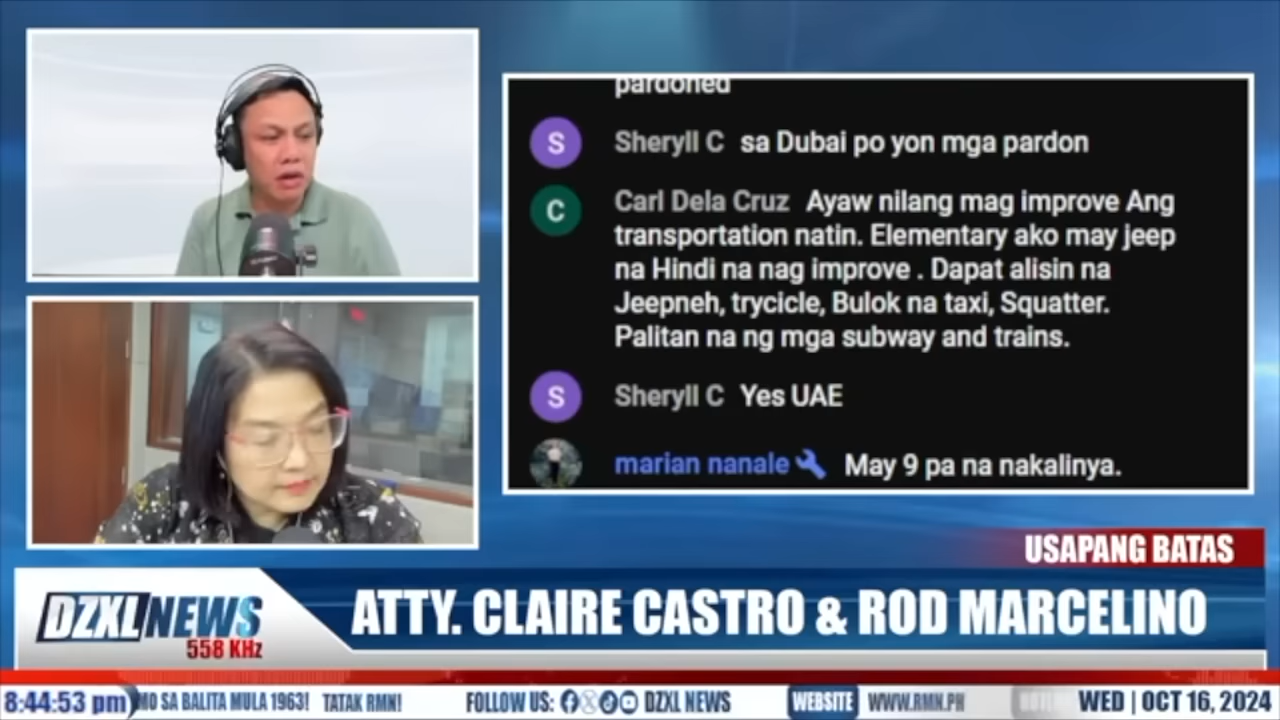 pardoned
S
Sheryll C sa Dubai po yon mga pardon
C
Carl Dela Cruz Ayaw nilang mag improve Ang
transportation natin. Elementary ako may jeep
na Hindi na nag improve . Dapat alisin na
Jeepneh, trycicle, Bulok na taxi, Squatter.
Palitan na ng mga subway and trains.
S
Sheryll C Yes UAE
marian nanale May 9 pa na nakalinya.
USAPANG BATAS
DZXL NEWS
558 KHz
ATTY. CLAIRE CASTRO & ROD MARCELINO
8:44:53 pm
MO SA BALITA MULA 1963! TATAK RMN!
FOLLOW US: DZXL NEWS
WEBSITE
WWW.RMN.PH
WED | OCT 16, 2024